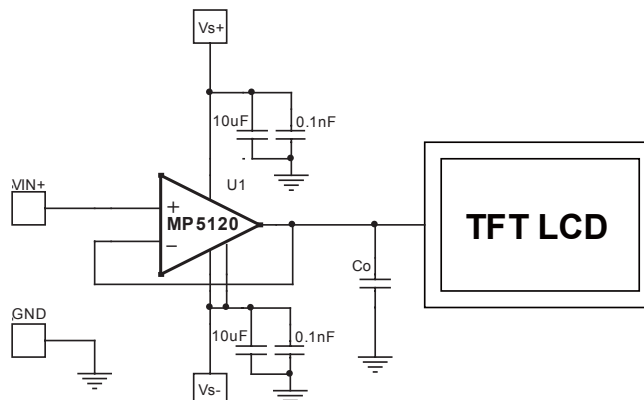 Vs+
10uF
0.1nF
U1
VIN+
+
MP5120
−
TFT LCD
Co
GND
10uF
0.1nF
Vs-